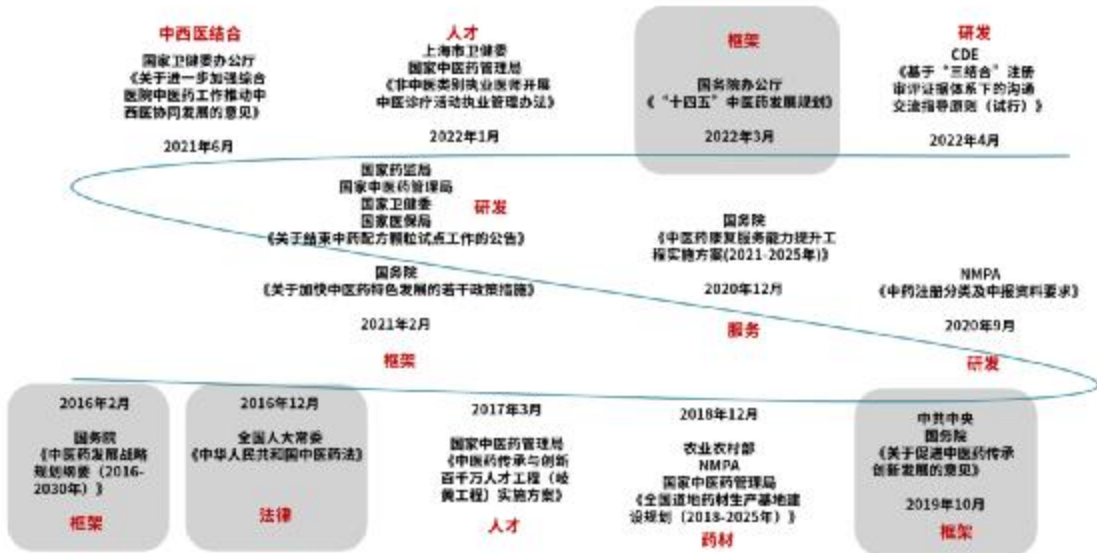 中西医结合
国家卫健委办公厅
《关于进一步加强综合
医院中医药工作推动中
西医协同发展的意见》
2021年6月
人才
上海市卫健委
国家中医药管理局
《非中医类别执业医师开展
中医诊疗活动执业管理办法》
2022年1月
框架
国务院办公厅
《“十四五”中医药发展规划》
2022年3月
研发
CDE
《基于“三结合”注册
审评证据体系下的沟通
交流指导原则（试行）》
2022年4月
国家药监局
国家中医药管理局
国家卫健委
国家医保局
《关于结束中药配方颗粒试点工作的公告》
研发
国务院
《关于加快中医药特色发展的若干政策措施》
2021年2月
框架
国务院
《中医药康复服务能力提升工
程实施方案(2021-2025年)》
2020年12月
服务
NMPA
《中药注册分类及申报资料要求》
2020年9月
研发
2016年2月
国务院
《中医药发展战略
规划纲要（2016-
2030年）》
框架
2016年12月
全国人大常委
《中华人民共和国中医药法》
法律
2017年3月
国家中医药管理局
《中医药传承与创新
百千万人才工程（岐
黄工程）实施方案》
人才
2018年12月
农业农村部
NMPA
国家中医药管理局
《全国道地药材生产基地建
设规划（2018-2025年）》
药材
中共中央
国务院
《关于促进中医药传承
创新发展的意见》
2019年10月
框架